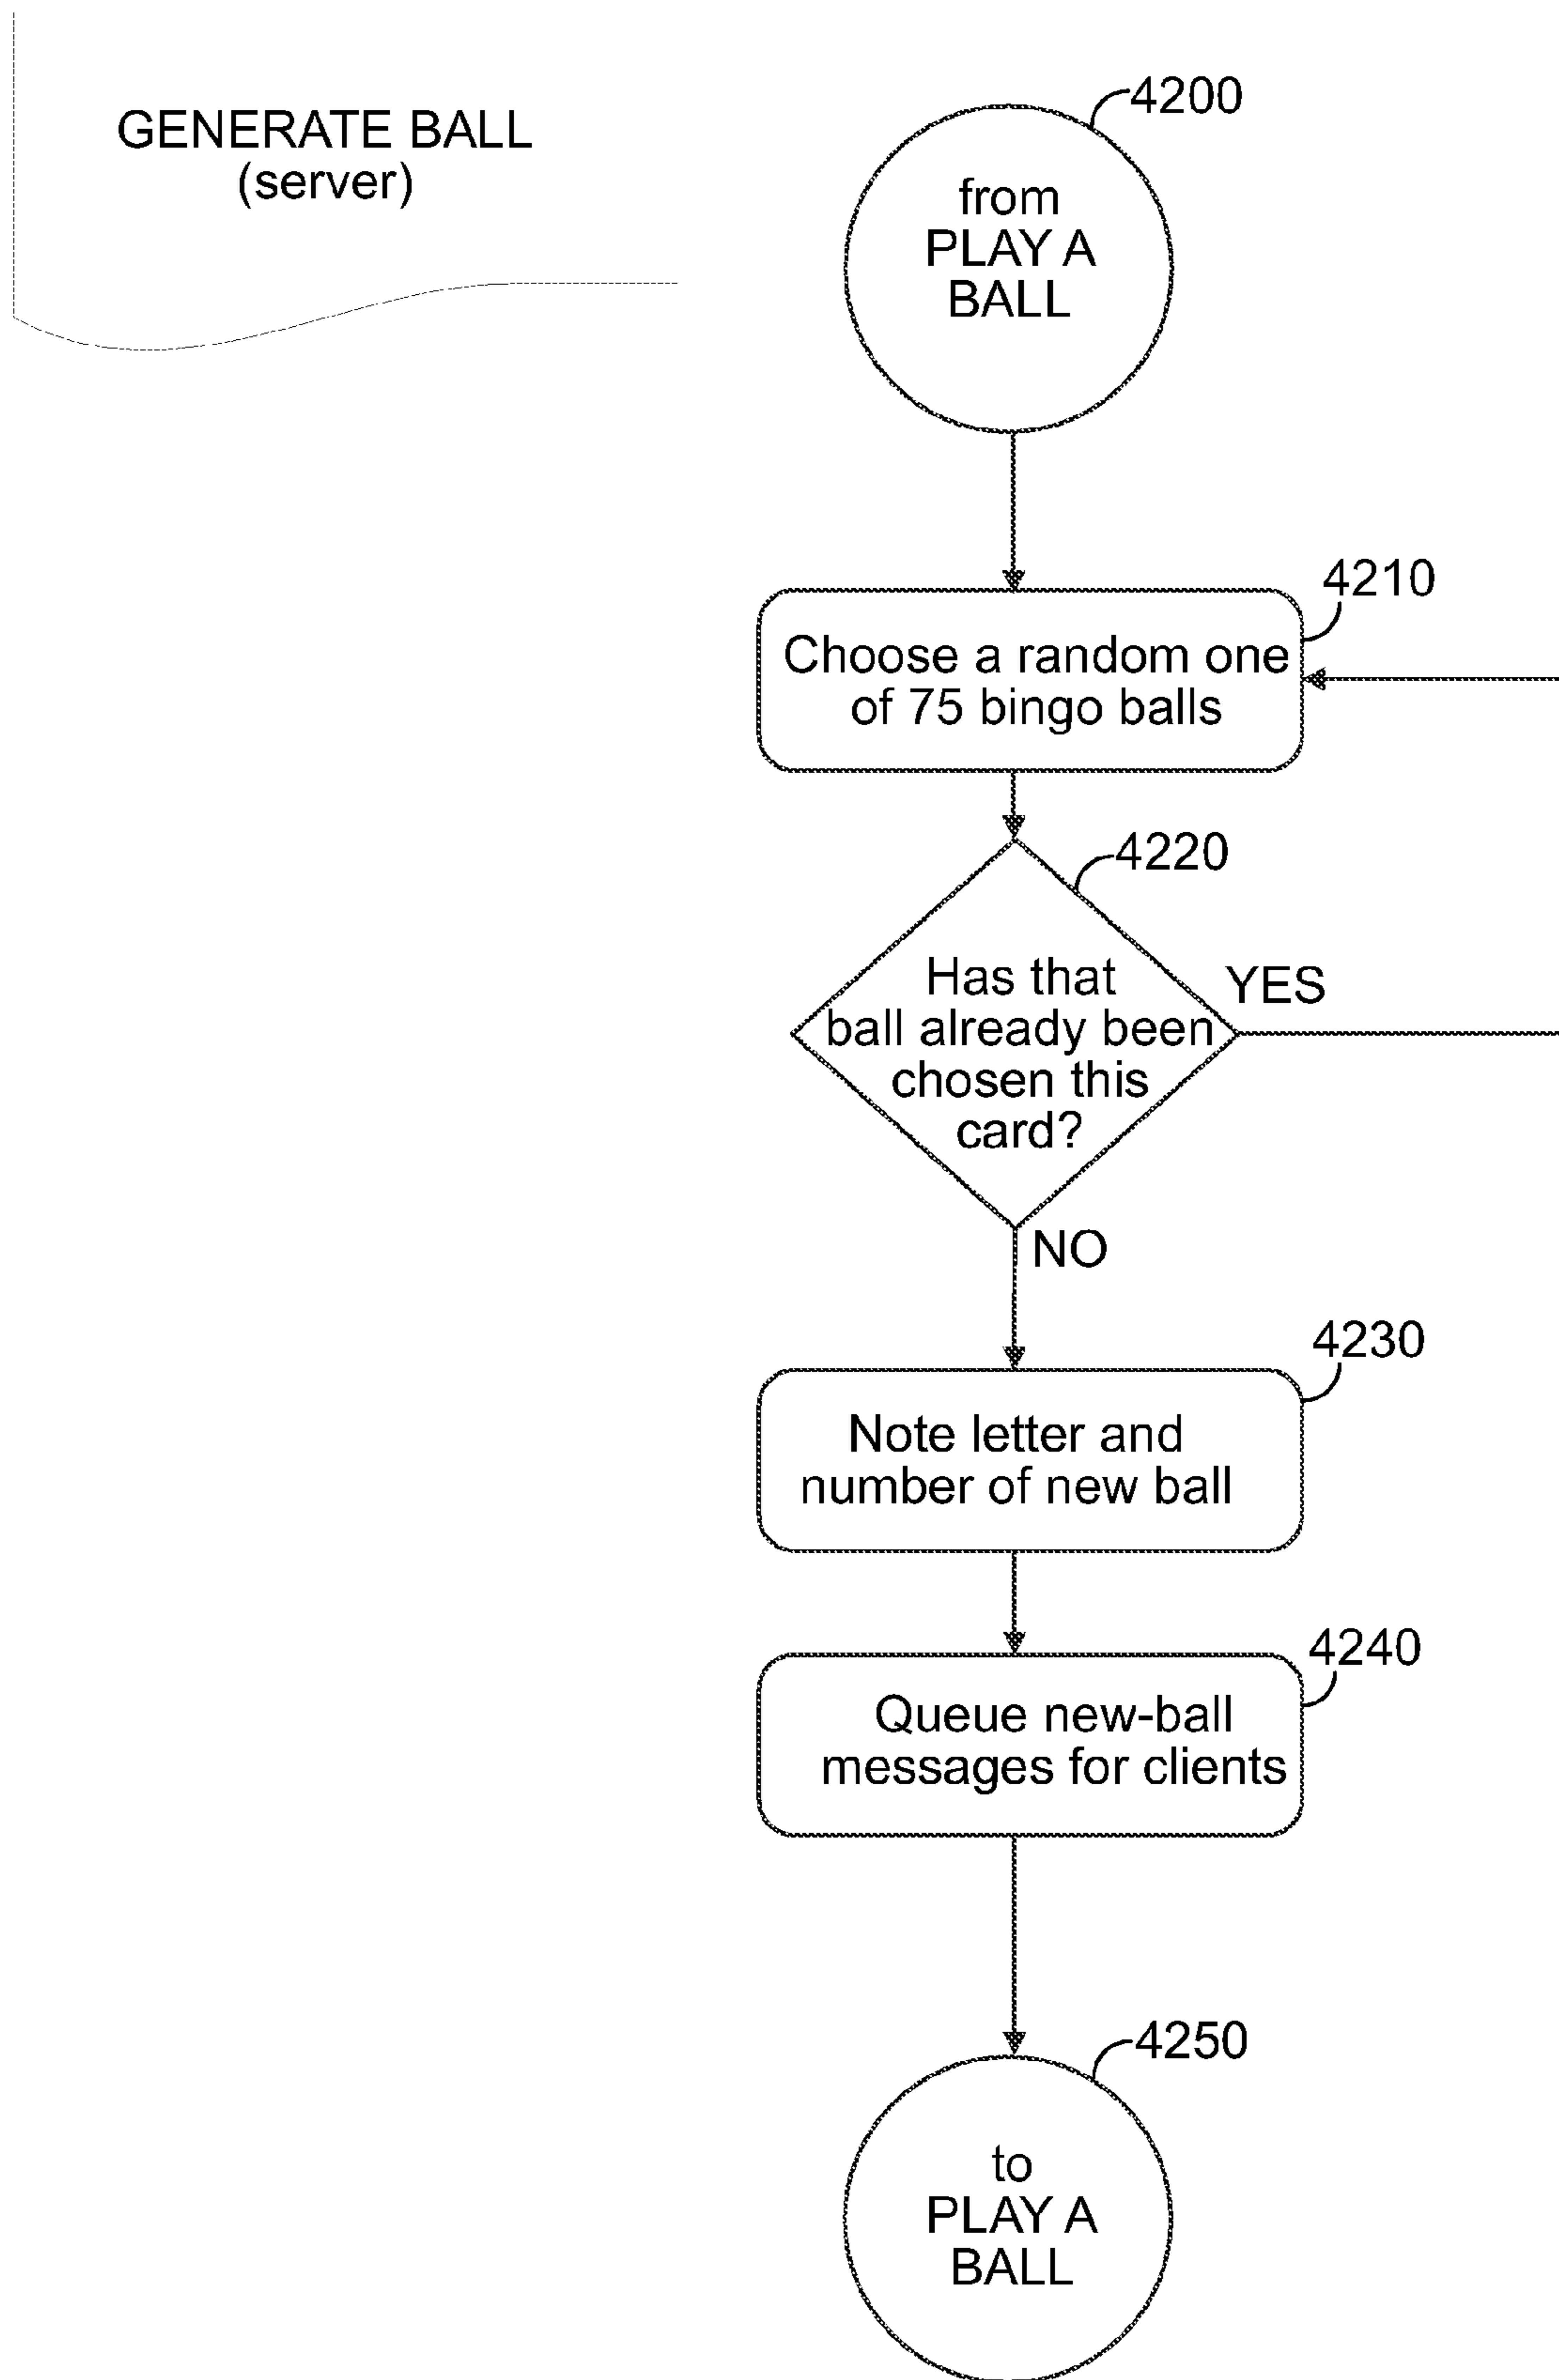 GENERATE BALL
(server)
4200
from
PLAY A
BALL
4210
Choose a random one
of 75 bingo balls
4220
Has that
ball already been
chosen this
card?
YES
NO
4230
Note letter and
number of new ball
4240
Queue new-ball
messages for clients
4250
to
PLAY A
BALL